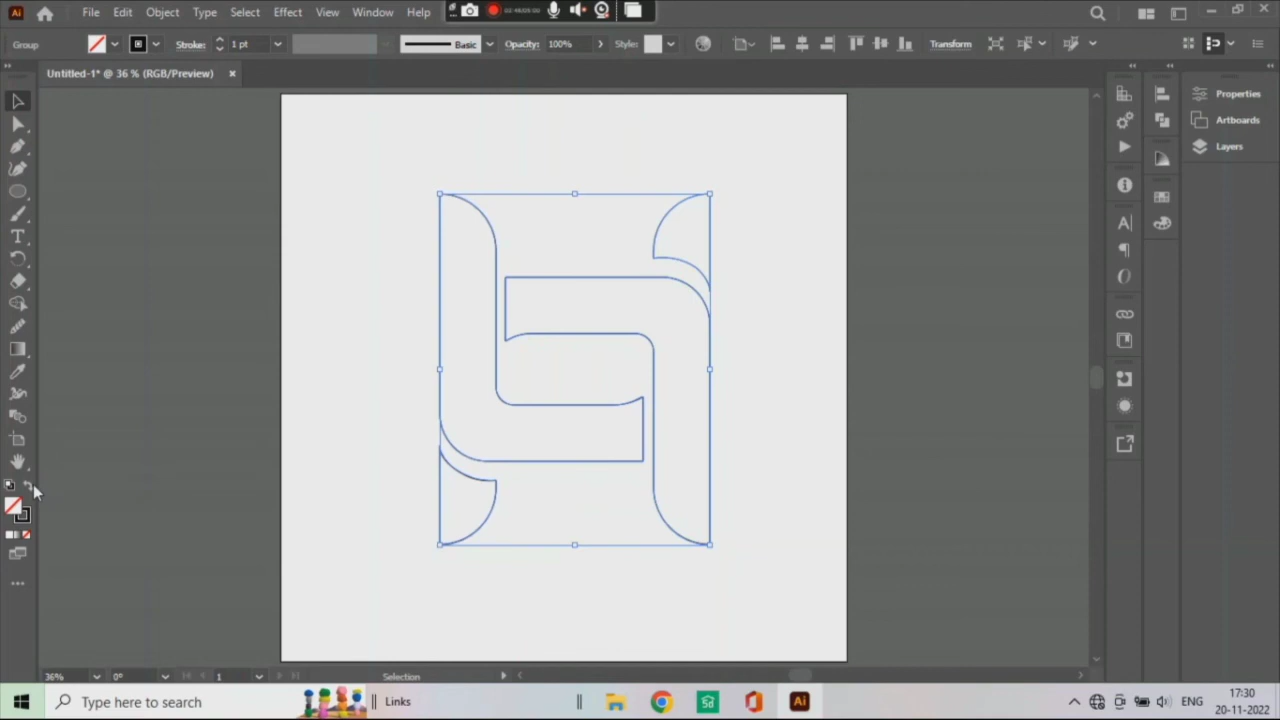 Ai File Edit Object Type Select Effect View Window Help
Group Stroke: 1 pt Basic Opacity: 100% Style: Transform
Untitled-1* @ 36 % (RGB/Preview)
Properties
Artboards
Layers
36% 0° 1 Selection
Type here to search Links Sd Ai ENG 17:30
20-11-2022